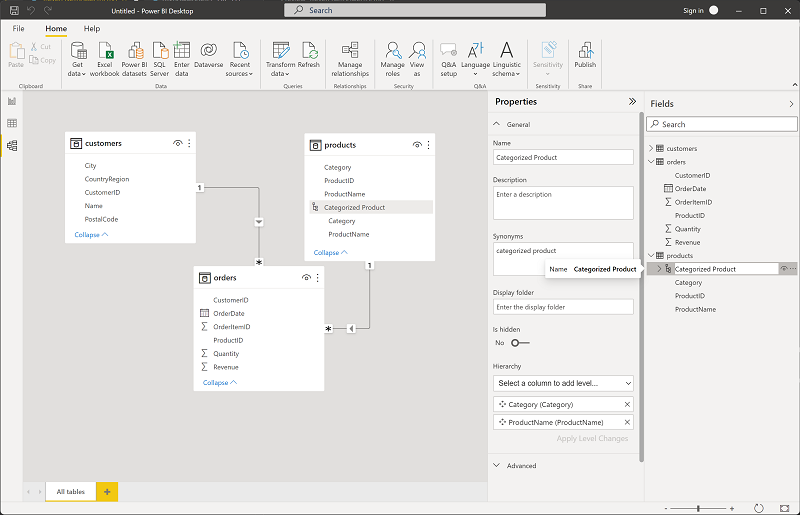 Untitled - Power BI Desktop
Search
Sign in
File
Home
Help
Paste
Cut
Copy
Get data
Excel workbook
Power BI datasets
SQL Server
Enter data
Dataverse
Recent sources
Transform data
Refresh
Manage relationships
Manage roles
View as
Q&A setup
Language
Linguistic schema
Sensitivity
Publish
Clipboard
Data
Queries
Relationships
Security
Q&A
Sensitivity
Share
customers
City
CountryRegion
CustomerID
Name
PostalCode
Collapse
1
*
products
Category
ProductID
ProductName
Categorized Product
Category
ProductName
Collapse
1
*
orders
CustomerID
OrderDate
OrderItemID
ProductID
Quantity
Revenue
Collapse
All tables
+
Properties
General
Name
Categorized Product
Description
Enter a description
Synonyms
categorized product
Name Categorized Product
Display folder
Enter the display folder
Is hidden
No
Hierarchy
Select a column to add level...
Category (Category)
ProductName (ProductName)
Apply Level Changes
Advanced
Fields
Search
customers
orders
CustomerID
OrderDate
OrderItemID
ProductID
Quantity
Revenue
products
Categorized Product
Category
ProductID
ProductName